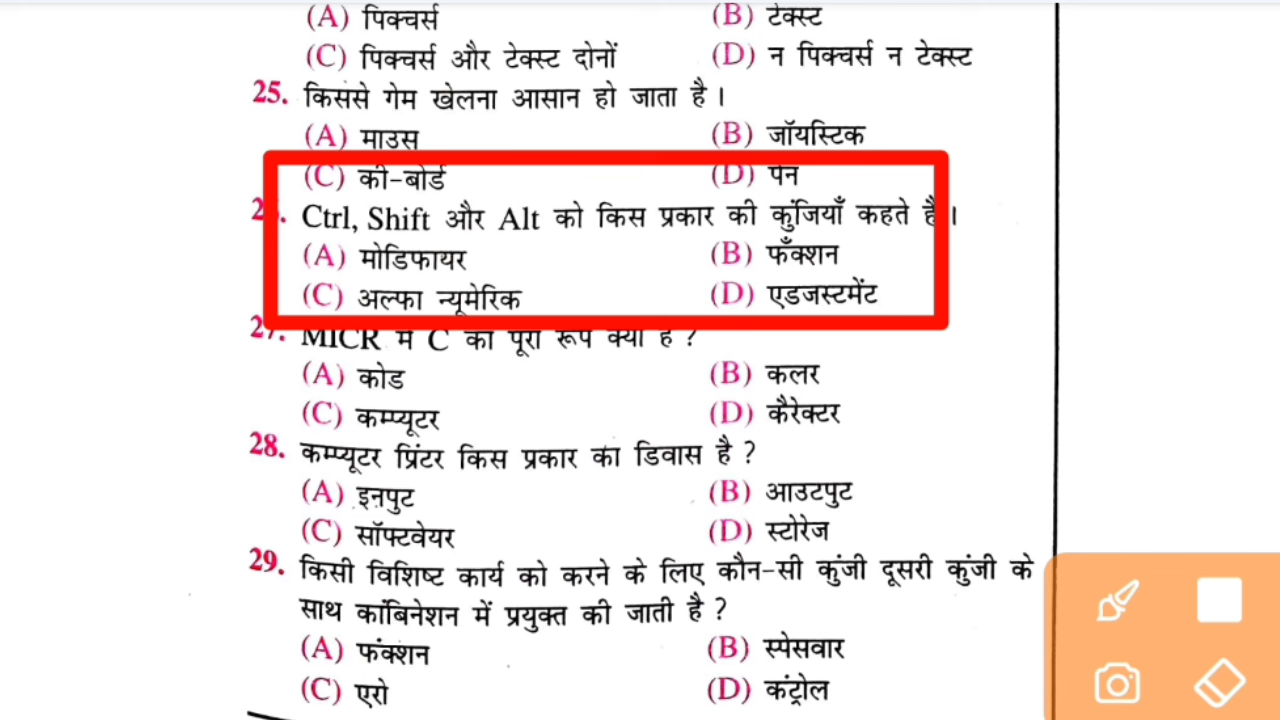 (A) पिक्चर्स (B) टेक्स्ट
(C) पिक्चर्स और टेक्स्ट दोनों (D) न पिक्चर्स न टेक्स्ट
25. किससे गेम खेलना आसान हो जाता है ।
(A) माउस (B) जॉयस्टिक
(C) की-बोर्ड (D) पेन
26. Ctrl, Shift और Alt को किस प्रकार की कुंजियाँ कहते है ।
(A) मोडिफायर (B) फँक्शन
(C) अल्फा न्यूमेरिक (D) एडजस्टमेंट
27. MICR में C का पूरा रूप क्या है ?
(A) कोड (B) कलर
(C) कम्प्यूटर (D) कैरेक्टर
28. कम्प्यूटर प्रिंटर किस प्रकार का डिवास है ?
(A) इनपुट (B) आउटपुट
(C) सॉफ्टवेयर (D) स्टोरेज
29. किसी विशिष्ट कार्य को करने के लिए कौन-सी कुंजी दूसरी कुंजी के
साथ कांबिनेशन में प्रयुक्त की जाती है ?
(A) फंक्शन (B) स्पेसवार
(C) एरो (D) कंट्रोल